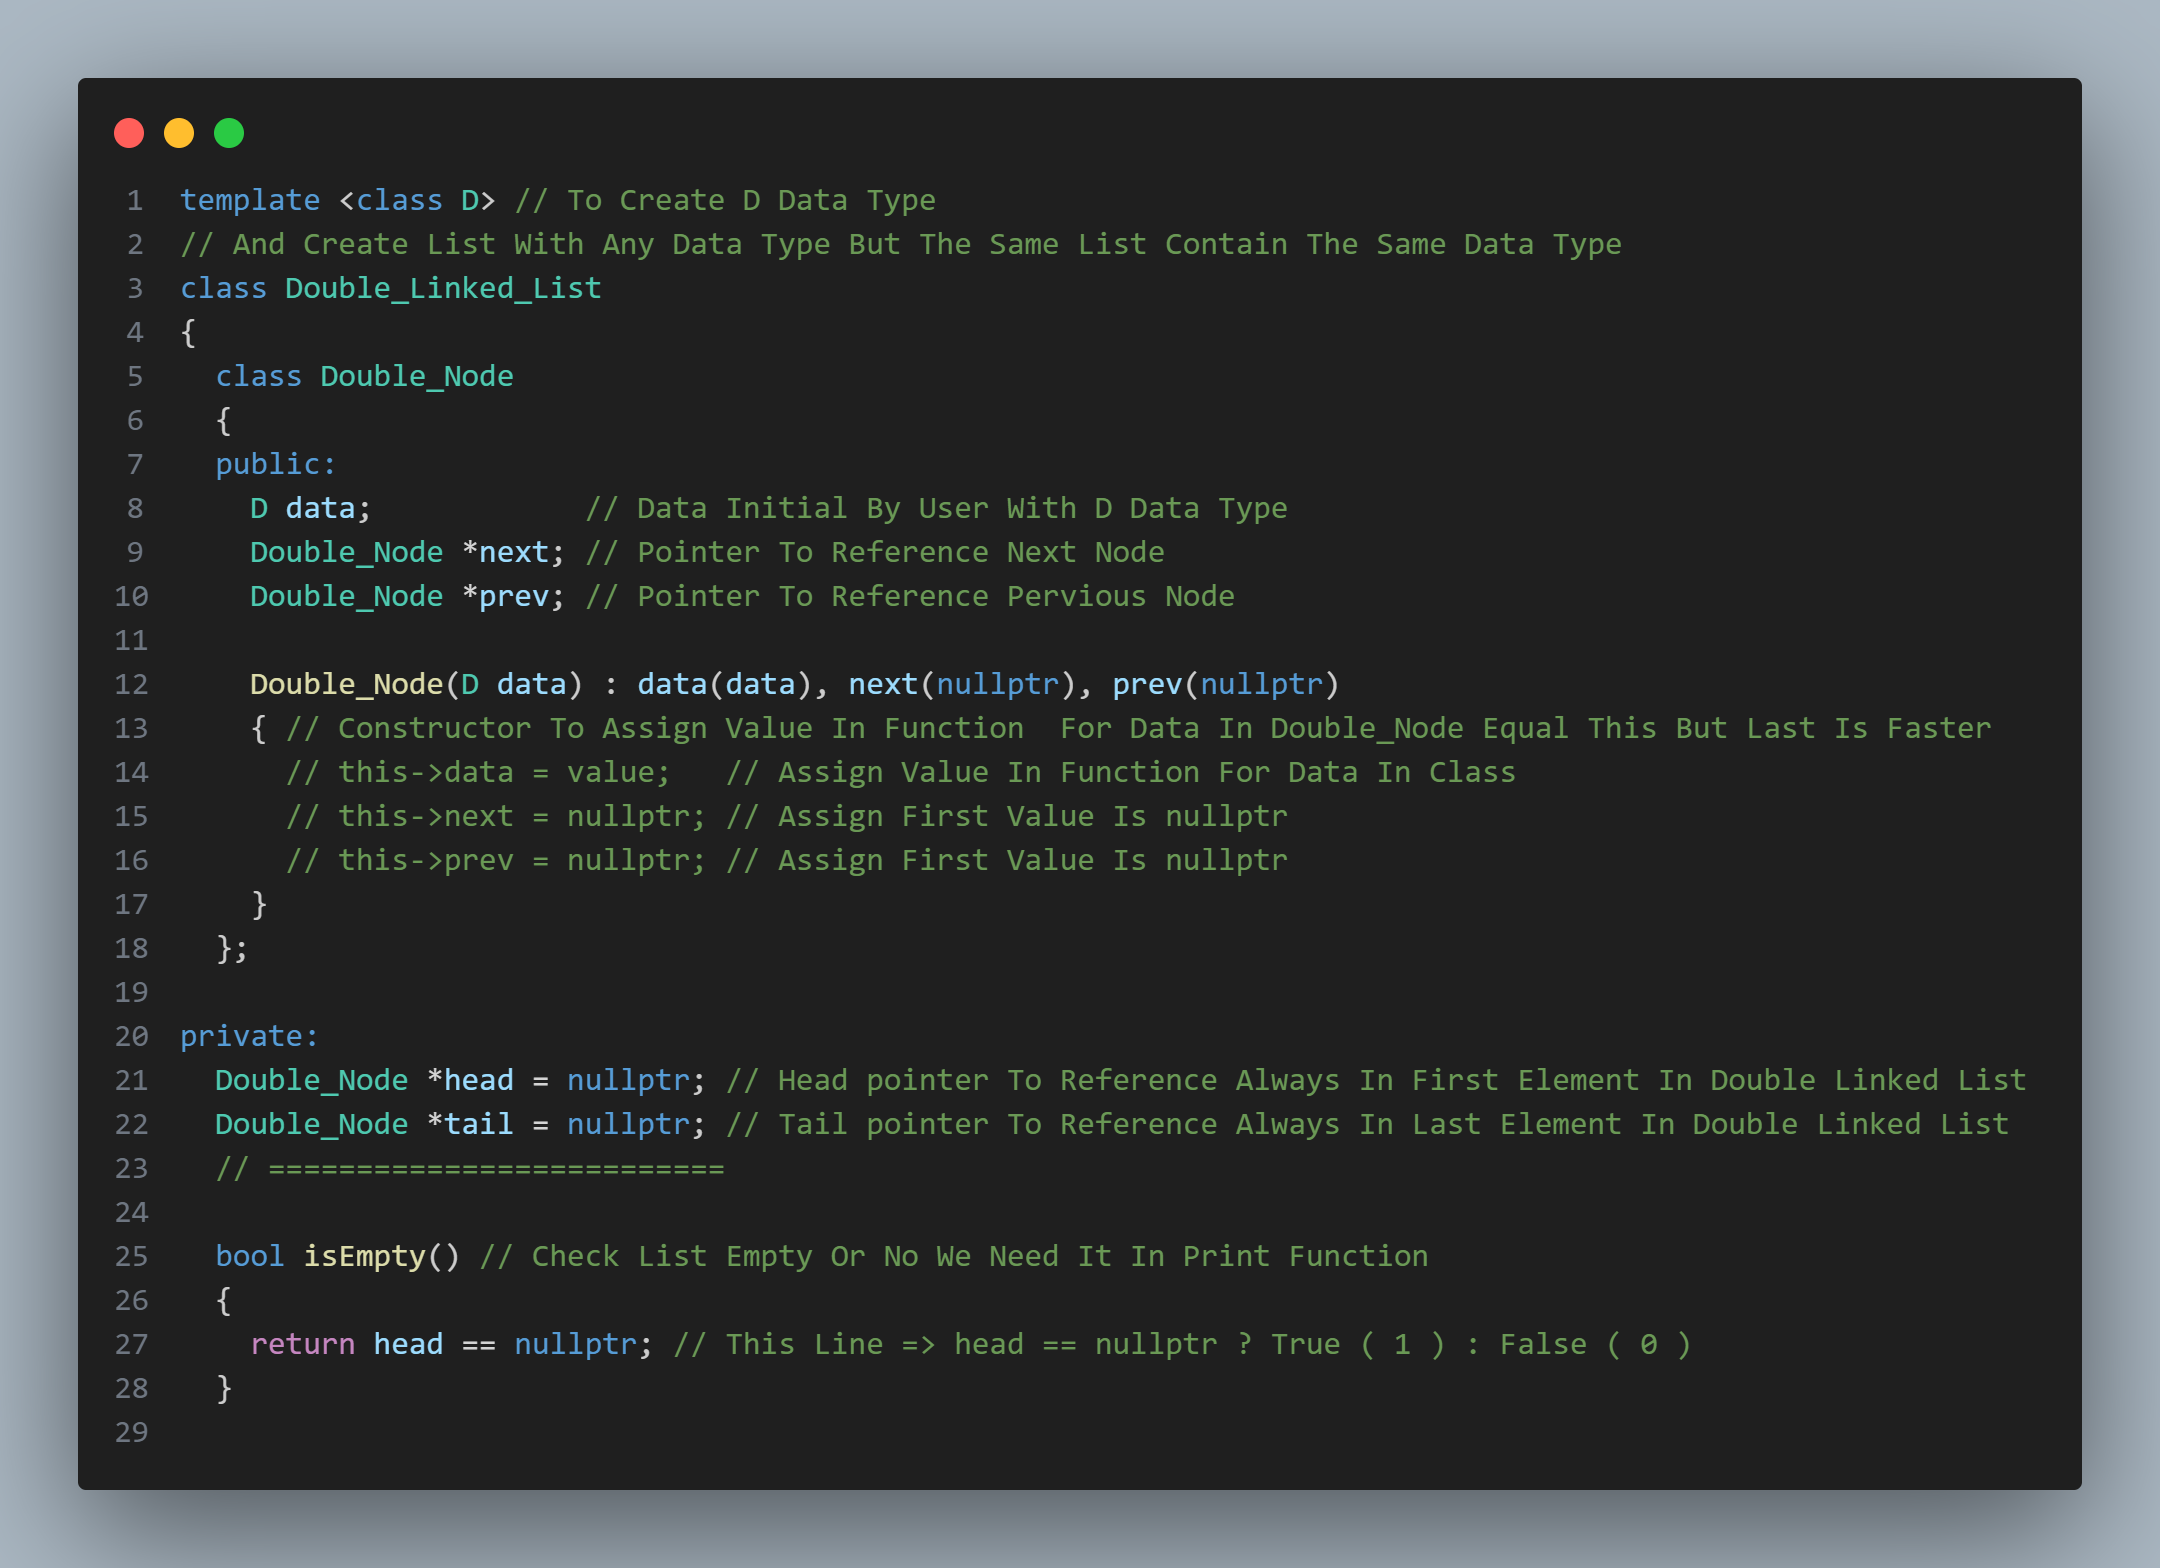 1 template <class D> // To Create D Data Type
2 // And Create List With Any Data Type But The Same List Contain The Same Data Type
3 class Double_Linked_List
4 {
5   class Double_Node
6   {
7   public:
8     D data;            // Data Initial By User With D Data Type
9     Double_Node *next; // Pointer To Reference Next Node
10     Double_Node *prev; // Pointer To Reference Pervious Node
11
12     Double_Node(D data) : data(data), next(nullptr), prev(nullptr)
13     { // Constructor To Assign Value In Function  For Data In Double_Node Equal This But Last Is Faster
14       // this->data = value;   // Assign Value In Function For Data In Class
15       // this->next = nullptr; // Assign First Value Is nullptr
16       // this->prev = nullptr; // Assign First Value Is nullptr
17     }
18   };
19
20 private:
21   Double_Node *head = nullptr; // Head pointer To Reference Always In First Element In Double Linked List
22   Double_Node *tail = nullptr; // Tail pointer To Reference Always In Last Element In Double Linked List
23   // ==========================
24
25   bool isEmpty() // Check List Empty Or No We Need It In Print Function
26   {
27     return head == nullptr; // This Line => head == nullptr ? True ( 1 ) : False ( 0 )
28   }
29